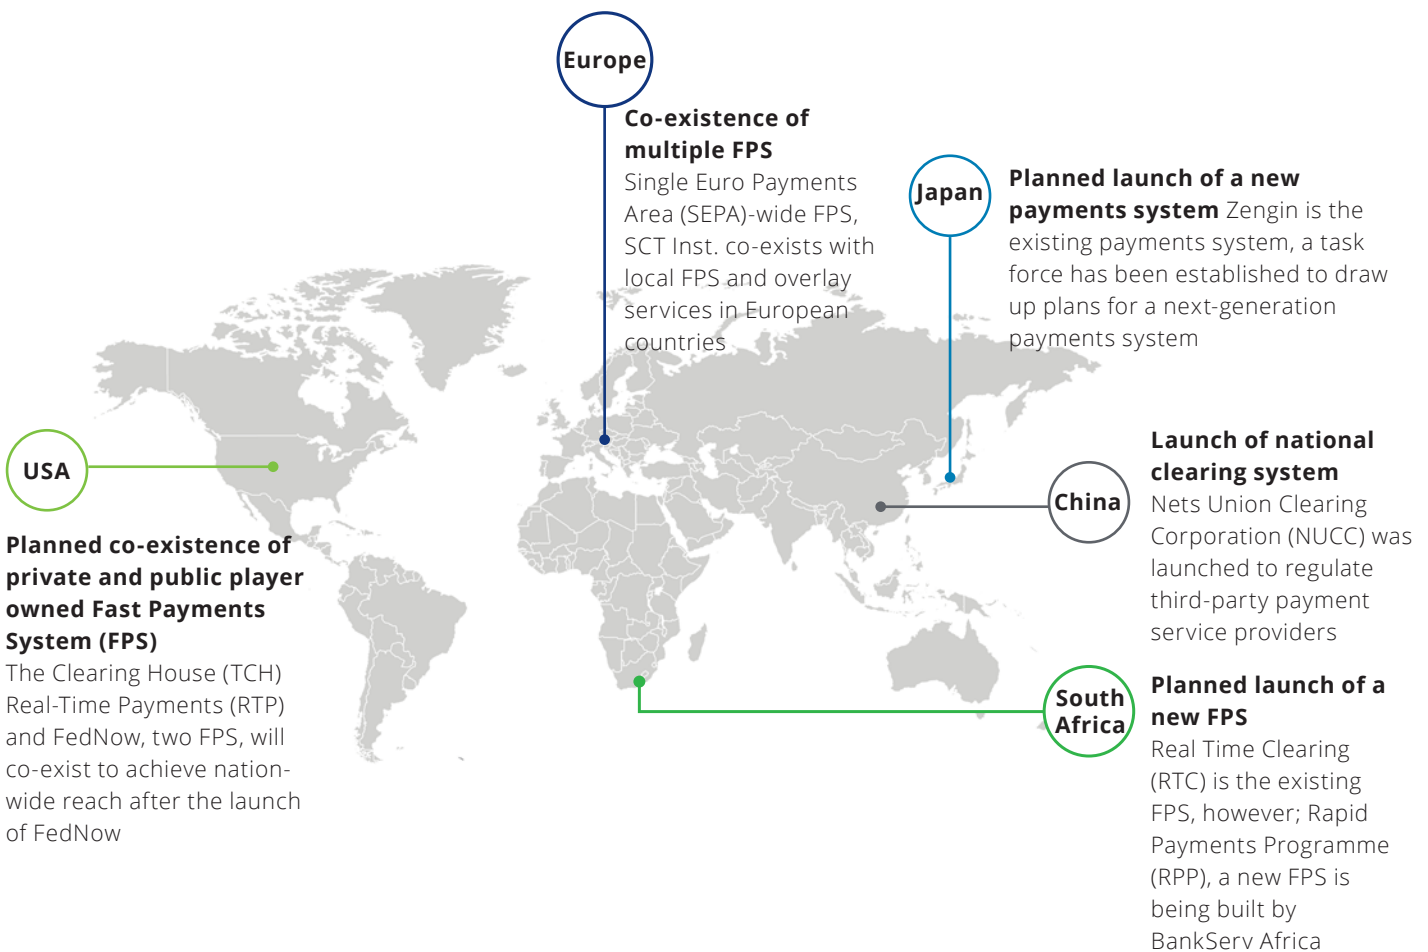 Europe
Co-existence of
multiple FPS
Single Euro Payments
Area (SEPA)-wide FPS,
SCT Inst. co-exists with
local FPS and overlay
services in European
countries
Japan
Planned launch of a new
payments system Zengin is the
existing payments system, a task
force has been established to draw
up plans for a next-generation
payments system
USA
Planned co-existence of
private and public player
owned Fast Payments
System (FPS)
The Clearing House (TCH)
Real-Time Payments (RTP)
and FedNow, two FPS, will
co-exist to achieve nation-
wide reach after the launch
of FedNow
China
Launch of national
clearing system
Nets Union Clearing
Corporation (NUCC) was
launched to regulate
third-party payment
service providers
South
Africa
Planned launch of a
new FPS
Real Time Clearing
(RTC) is the existing
FPS, however; Rapid
Payments Programme
(RPP), a new FPS is
being built by
BankServ Africa